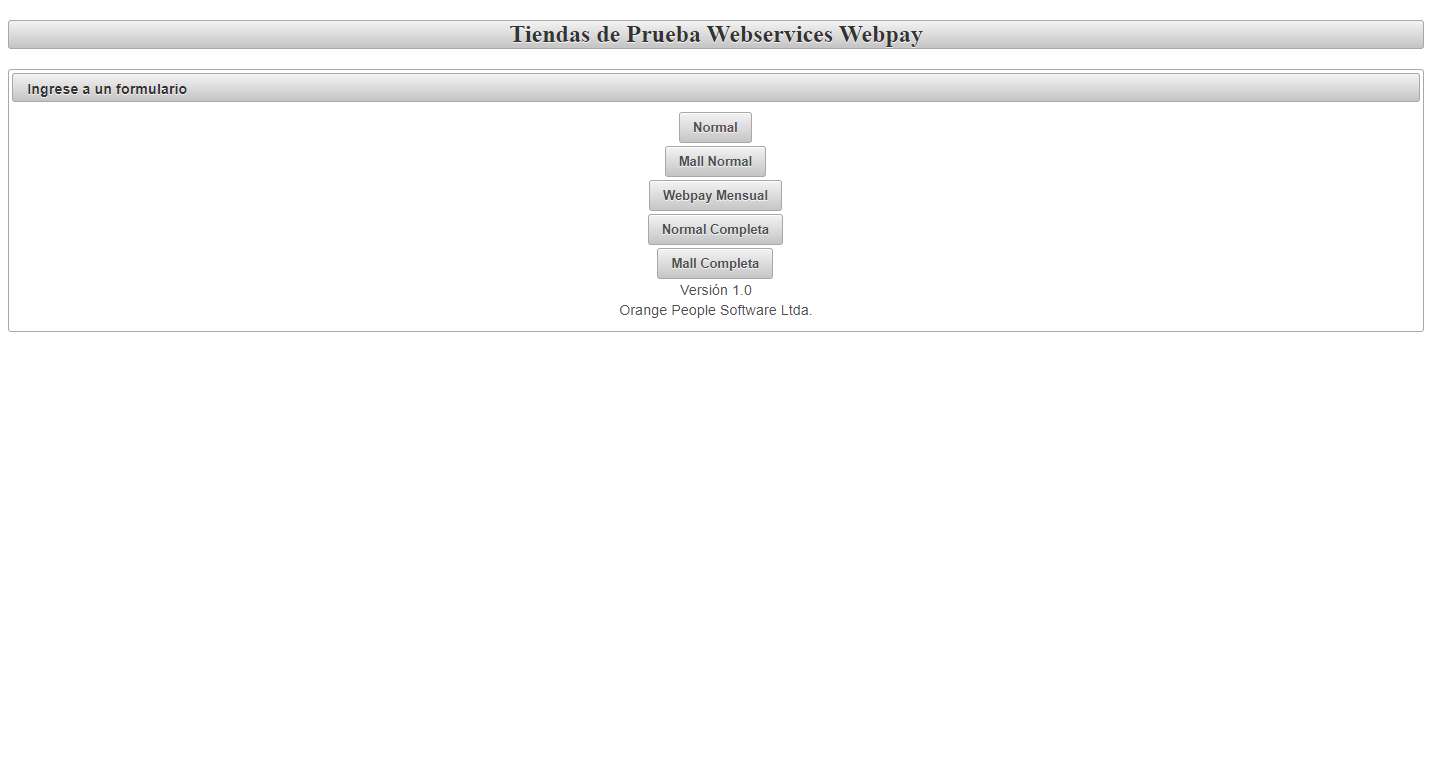 Tiendas de Prueba Webservices Webpay
Ingrese a un formulario
Normal
Mall Normal
Webpay Mensual
Normal Completa
Mall Completa
Versión 1.0
Orange People Software Ltda.